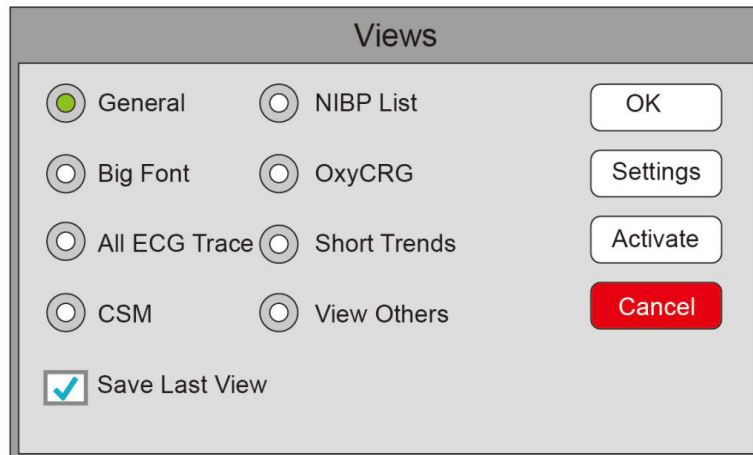 Views
General
NIBP List
OK
Big Font
OxyCRG
Settings
All ECG Trace
Short Trends
Activate
CSM
View Others
Cancel
Save Last View